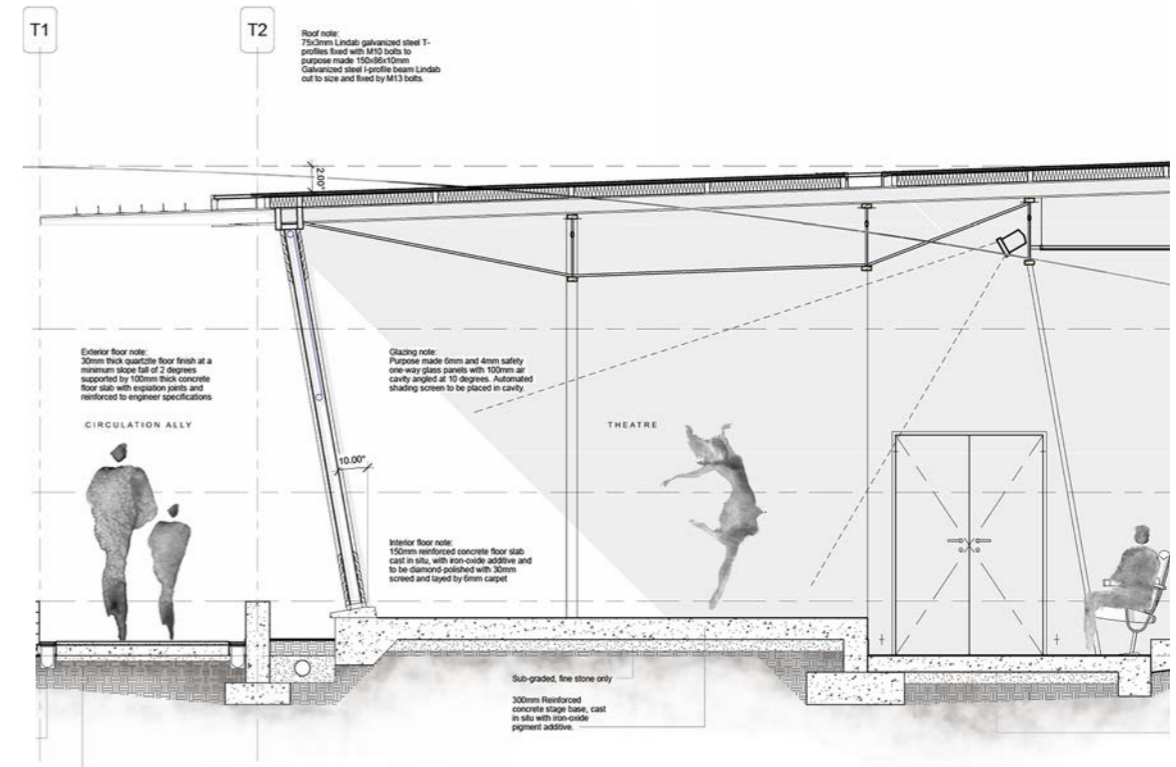 T1
T2
Roof note:
75x3mm Lindab galvanized steel T-
profiles fixed with M10 bolts to
purpose made 150x86x10mm
Galvanized steel I-profile beam Lindab
cut to size and fixed by M13 bolts.
2.00°
Exterior floor note:
30mm thick quartzite floor finish at a
minimum slope fall of 2 degrees
supported by 100mm thick concrete
floor slab with expiation joints and
reinforced to engineer specifications
Glazing note:
Purpose made 6mm and 4mm safety
one-way glass panels with 100mm air
cavity angled at 10 degrees. Automated
shading screen to be placed in cavity.
CIRCULATION ALLY
THEATRE
10.00°
Interior floor note:
150mm reinforced concrete floor slab
cast in situ, with iron-oxide additive and
to be diamond-polished with 30mm
screed and layed by 6mm carpet
Sub-graded, fine stone only
300mm Reinforced
concrete stage base, cast
in situ with iron-oxide
pigment additive.